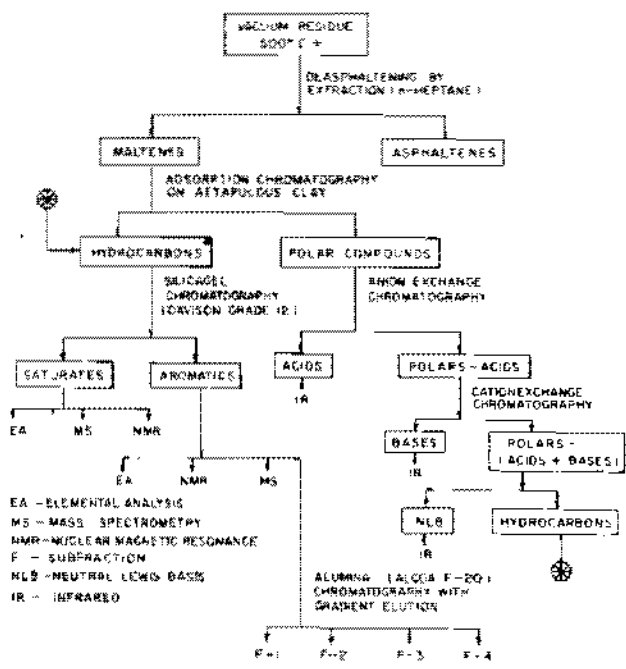 VACUUM RESIDUE
500° C +
DEASPHALTENING BY
EXTRACTION (n-HEPTANE)
MALTENES
ASPHALTENES
ADSORPTION CHROMATOGRAPHY
ON ATTAPULGUS CLAY
HYDROCARBONS
POLAR COMPOUNDS
SILICAGEL
CHROMATOGRAPHY
(DAVISON GRADE 12)
ANION EXCHANGE
CHROMATOGRAPHY
SATURATES
AROMATICS
ACIDS
POLARS-ACIDS
IR
CATION EXCHANGE
CHROMATOGRAPHY
EA MS NMR
BASES
POLARS-
(ACIDS + BASES)
IR
EA NMR MS
NLB
HYDROCARBONS
IR
EA - ELEMENTAL ANALYSIS
MS - MASS SPECTROMETRY
NMR - NUCLEAR MAGNETIC RESONANCE
F - SUBFRACTION
NLB - NEUTRAL LEWIS BASIS
IR - INFRARED
ALUMINA (ALCOA F-20)
CHROMATOGRAPHY WITH
GRADIENT ELUTION
F-1 F-2 F-3 F-4